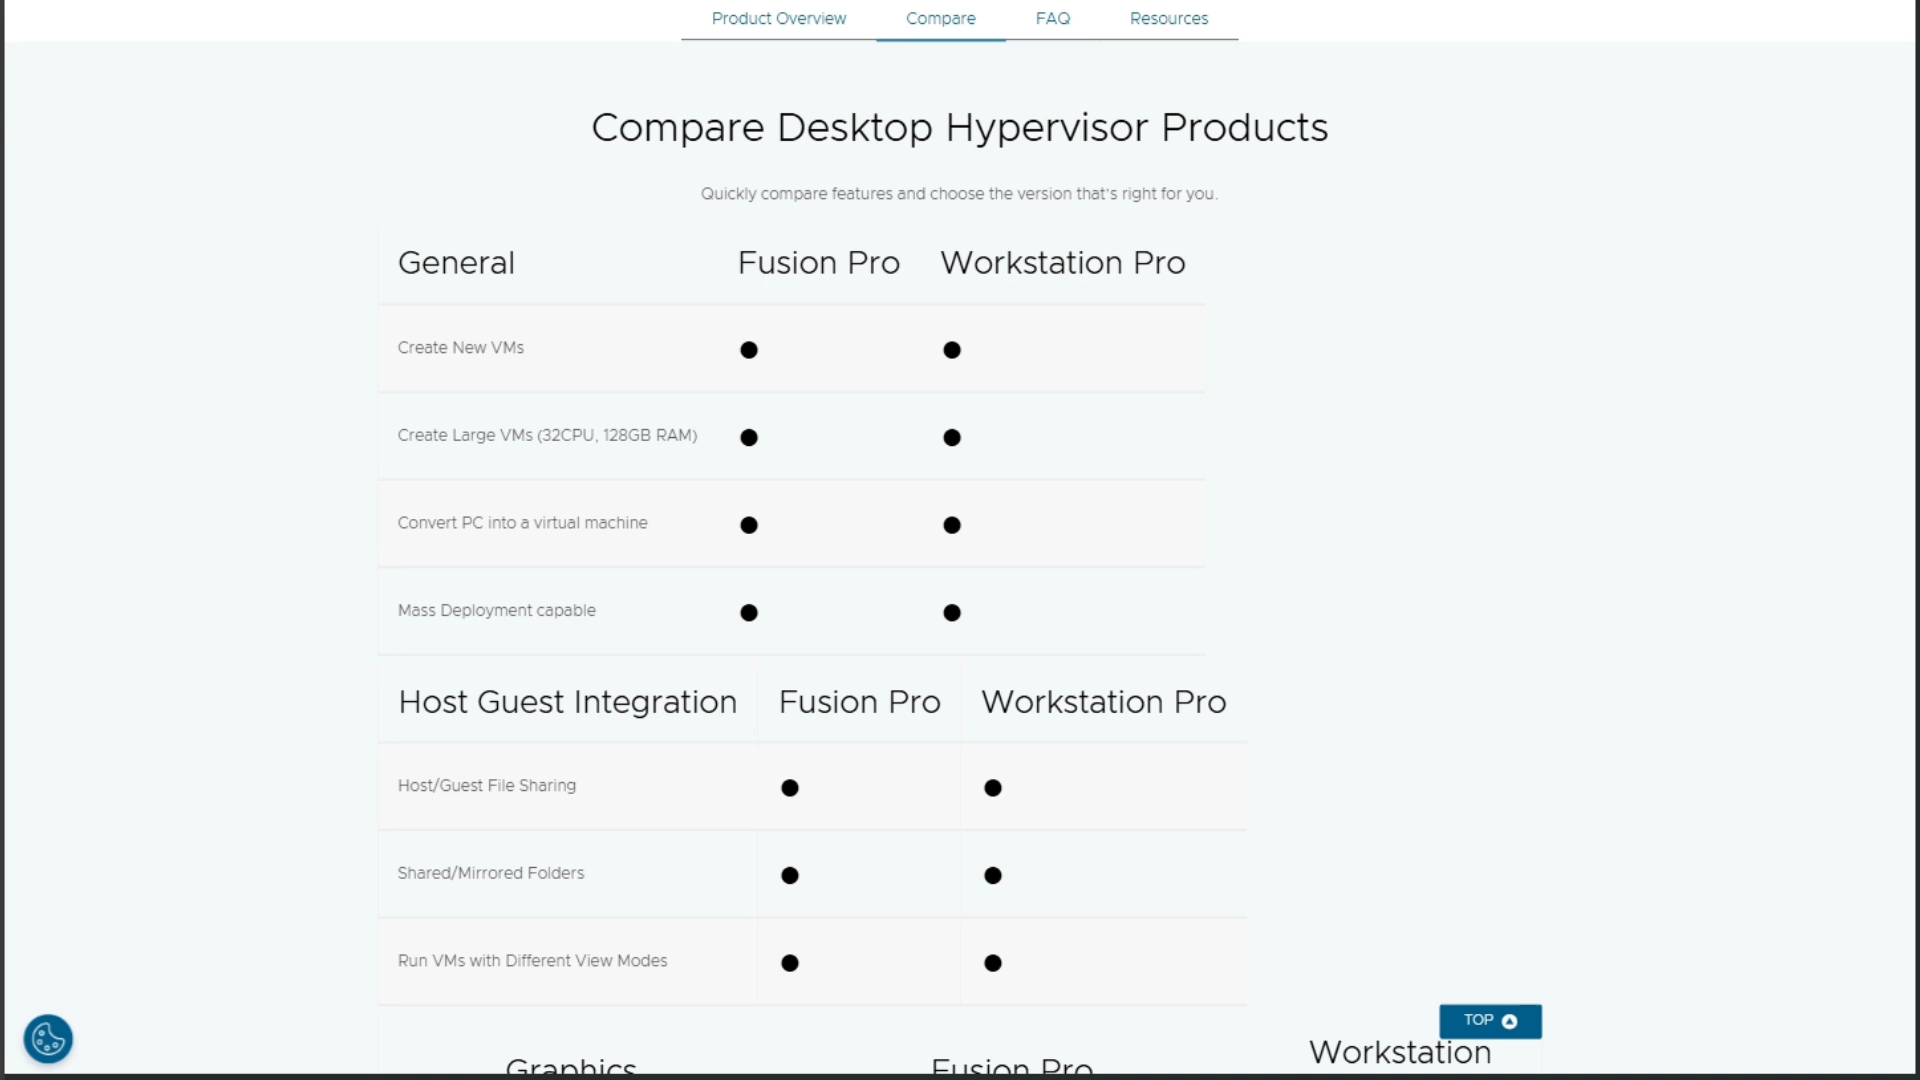 Product Overview Compare FAQ Resources
Compare Desktop Hypervisor Products
Quickly compare features and choose the version that's right for you.
General Fusion Pro Workstation Pro
Create New VMs
Create Large VMs (32CPU, 128GB RAM)
Convert PC into a virtual machine
Mass Deployment capable
Host Guest Integration Fusion Pro Workstation Pro
Host/Guest File Sharing
Shared/Mirrored Folders
Run VMs with Different View Modes
TOP
Workstation
Graphics Fusion Pro